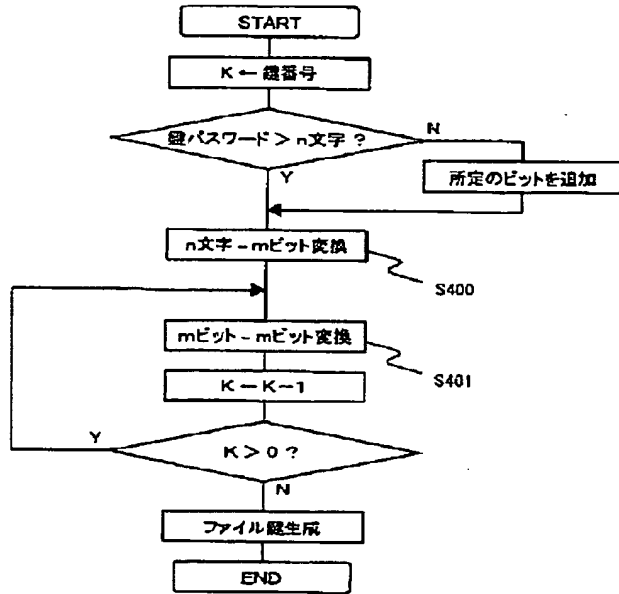 START
K ← 鍵番号
鍵パスワード > n文字 ?
N
Y
所定のビットを追加
n文字 − mビット変換
S400
mビット − mビット変換
S401
K ← K−1
Y
K > 0 ?
N
ファイル鍵生成
END